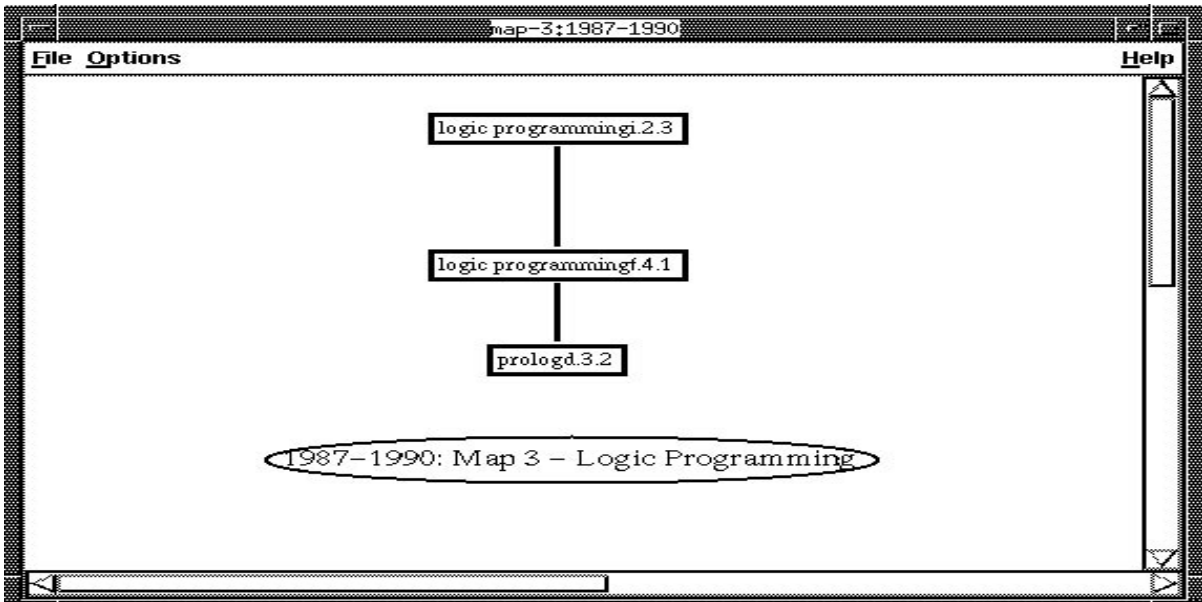 map-3:1987-1990
File Options Help
logic programmingi.2.3
logic programmingf.4.1
prologd.3.2
1987-1990: Map 3 - Logic Programming